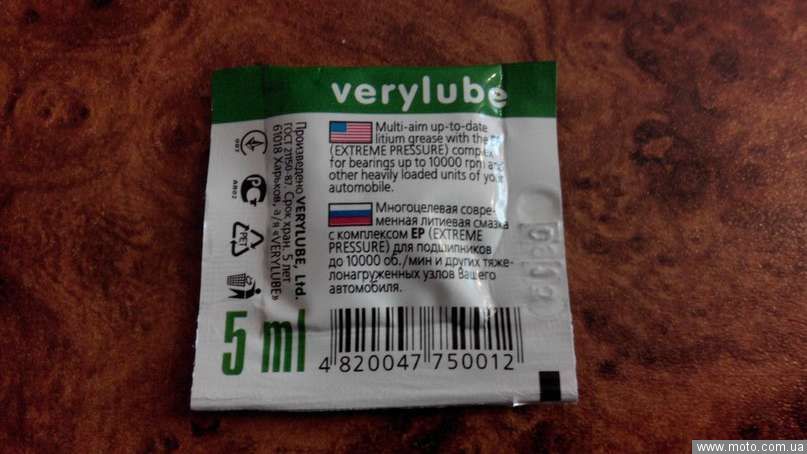 verylube
Multi-aim up-to-date
litium grease with the
(EXTREME PRESSURE) complex
for bearings up to 10000 rpm and
other heavily loaded units of your
automobile.
Многоцелевая совре-
менная литиевая смазка
с комплексом EP (EXTREME
PRESSURE) для подшипников
до 10000 об./мин и других тяже-
лонагруженных узлов Вашего
автомобиля.
Произведено VERYLUBE, Ltd.
ГОСТ 21150-87. Срок хран. 5 лет
61018 Харьков, а/я «VERYLUBE»
PET
5 ml
4 820047 750012
www.moto.com.ua